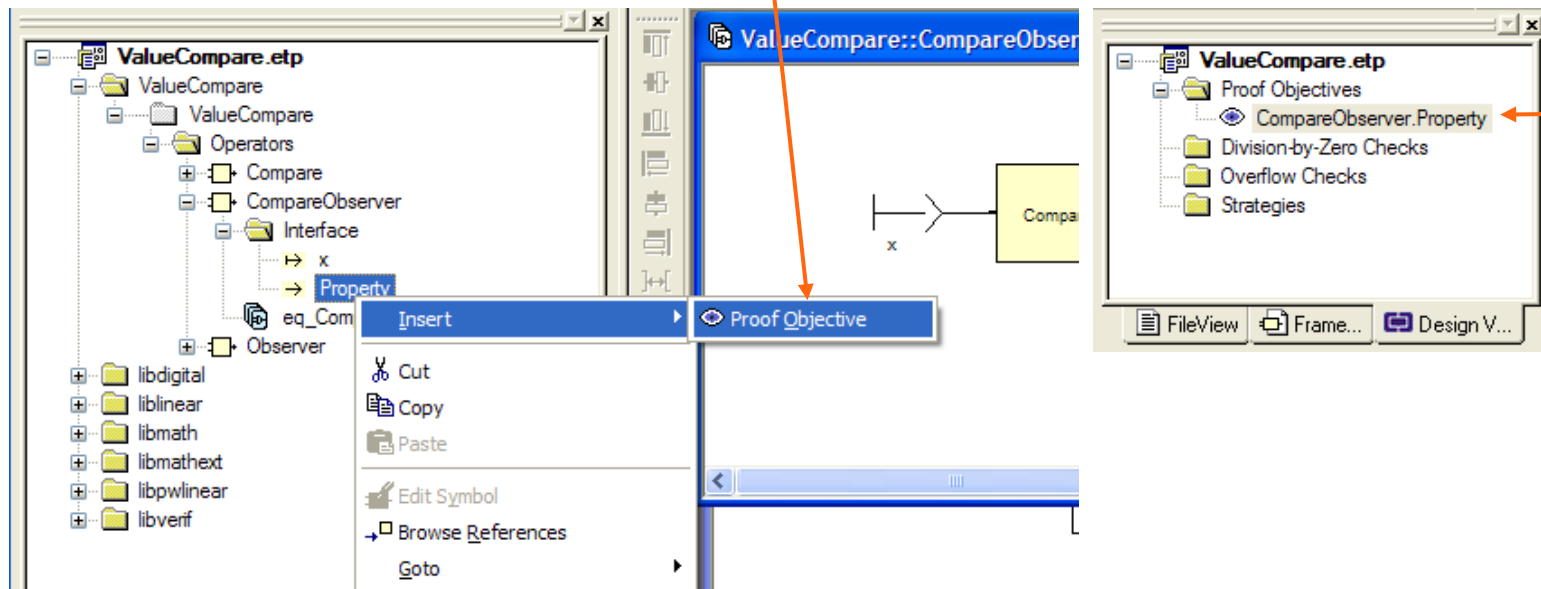 ValueCompare.etp
ValueCompare
ValueCompare
Operators
Compare
CompareObserver
Interface
x
Property
eq_Com
Observer
libdigital
liblinear
libmath
libmathext
libpwlinear
libverif
Insert
Cut
Copy
Paste
Edit Symbol
Browse References
Goto
Proof Objective
ValueCompare::CompareObser
x
Compa
ValueCompare.etp
Proof Objectives
CompareObserver.Property
Division-by-Zero Checks
Overflow Checks
Strategies
FileView Frame... Design V...